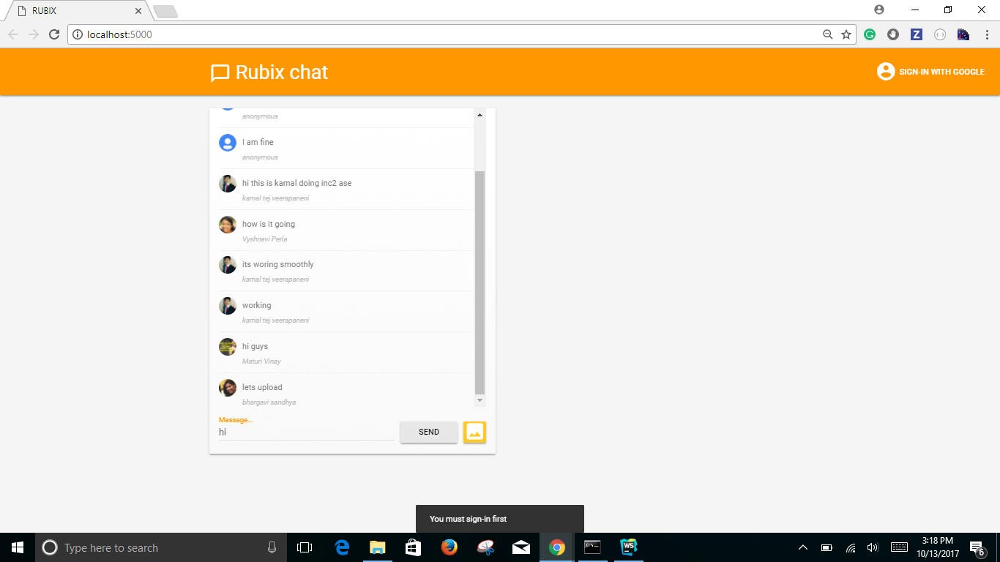 RUBIX
localhost:5000
Rubix chat
SIGN-IN WITH GOOGLE
anonymous
I am fine
anonymous
hi this is kamal doing inc2 ase
kamal tej veerapaneni
how is it going
Vyshnavi Perla
its woring smoothly
kamal tej veerapaneni
working
kamal tej veerapaneni
hi guys
Maturi Vinay
lets upload
bhargavi sandhya
Message...
hi
SEND
You must sign-in first
Type here to search
3:18 PM
10/13/2017
6